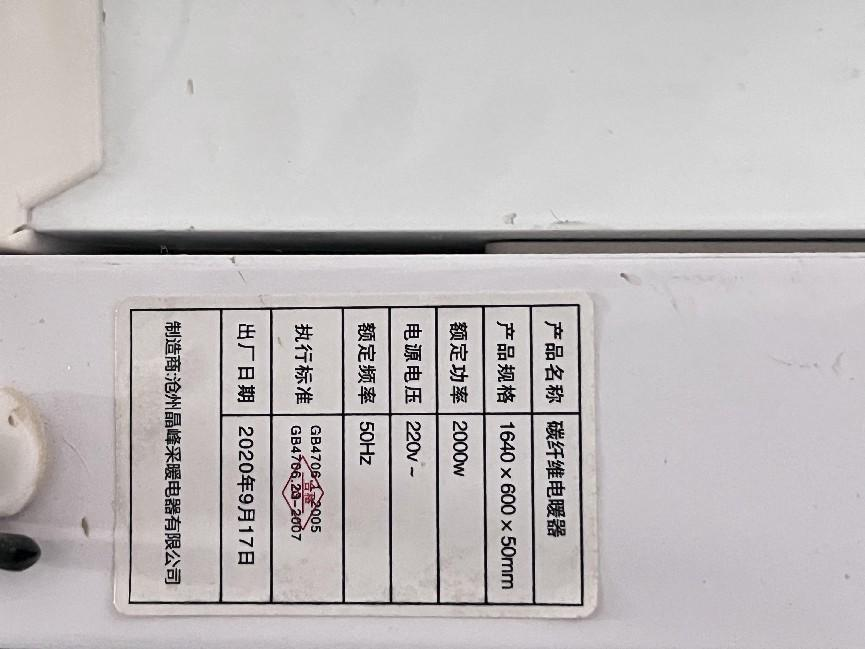 产品名称 碳纤维电暖器
产品规格 1640×600×50mm
额定功率 2000w
电源电压 220v~
额定频率 50Hz
执行标准 GB4706.1-2005
GB4706.23-2007
合格
出厂日期 2020年9月17日
制造商:沧州晶峰采暖电器有限公司